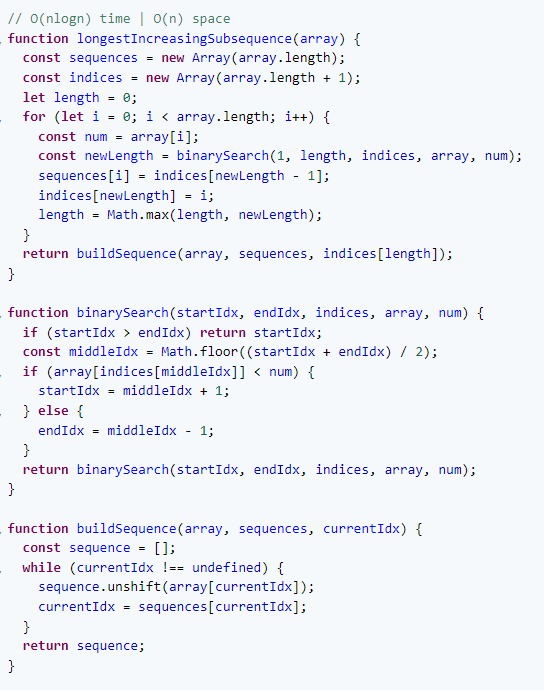 // O(nlogn) time | O(n) space
function longestIncreasingSubsequence(array) {
  const sequences = new Array(array.length);
  const indices = new Array(array.length + 1);
  let length = 0;
  for (let i = 0; i < array.length; i++) {
    const num = array[i];
    const newLength = binarySearch(1, length, indices, array, num);
    sequences[i] = indices[newLength - 1];
    indices[newLength] = i;
    length = Math.max(length, newLength);
  }
  return buildSequence(array, sequences, indices[length]);
}

function binarySearch(startIdx, endIdx, indices, array, num) {
  if (startIdx > endIdx) return startIdx;
  const middleIdx = Math.floor((startIdx + endIdx) / 2);
  if (array[indices[middleIdx]] < num) {
    startIdx = middleIdx + 1;
  } else {
    endIdx = middleIdx - 1;
  }
  return binarySearch(startIdx, endIdx, indices, array, num);
}

function buildSequence(array, sequences, currentIdx) {
  const sequence = [];
  while (currentIdx !== undefined) {
    sequence.unshift(array[currentIdx]);
    currentIdx = sequences[currentIdx];
  }
  return sequence;
}